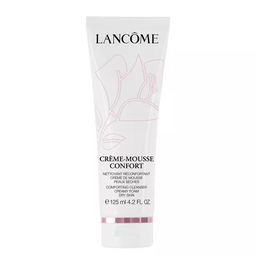 LANCÔME
CRÈME-MOUSSE
CONFORT
NETTOYANT RÉCONFORTANT
CRÈME DE MOUSSE
PEAUX SÈCHES
COMFORTING CLEANSER
CREAMY FOAM
DRY SKIN
℮ 125 ml 4.2 FL. OZ.